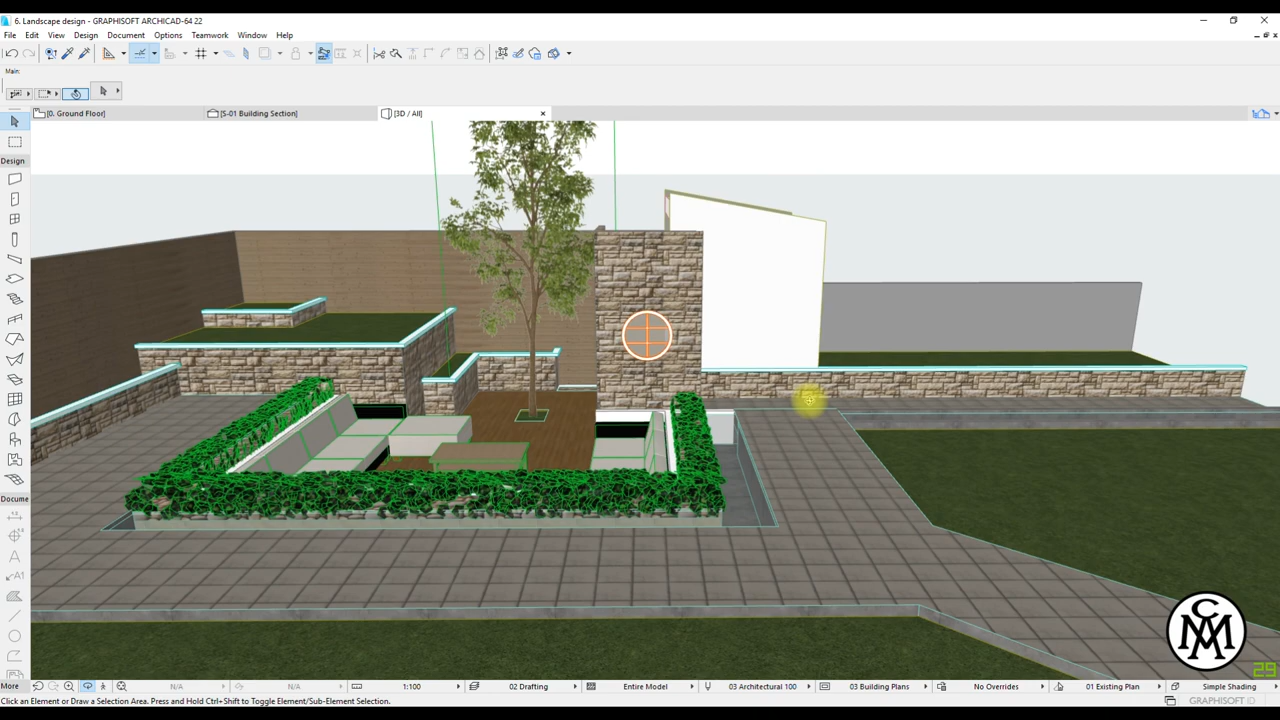 6. Landscape design - GRAPHISOFT ARCHICAD-64 22
File Edit View Design Document Options Teamwork Window Help
Main:
[0. Ground Floor] [S-01 Building Section] [3D / All]
Design
Docume
A1
More N/A N/A 1:100 02 Drafting Entire Model 03 Architectural 100 03 Building Plans No Overrides 01 Existing Plan Simple Shading
Click an Element or Draw a Selection Area. Press and Hold Ctrl+Shift to Toggle Element/Sub-Element Selection.
GRAPHISOFT ID
29